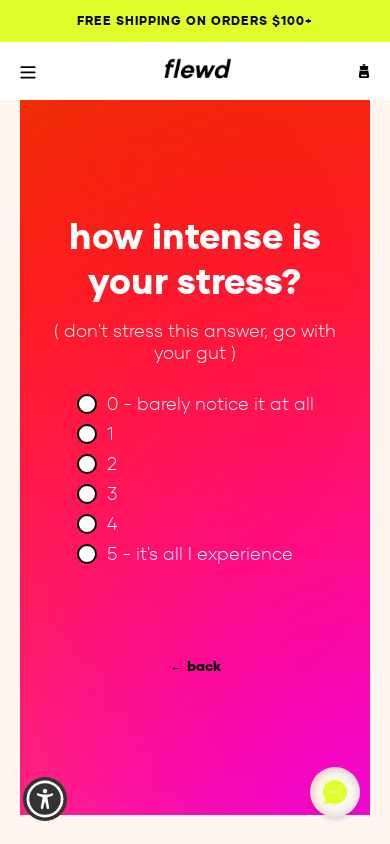 FREE SHIPPING ON ORDERS $100+
flewd
how intense is
your stress?
( don't stress this answer, go with
your gut )
0 - barely notice it at all
1
2
3
4
5 - it's all I experience
← back